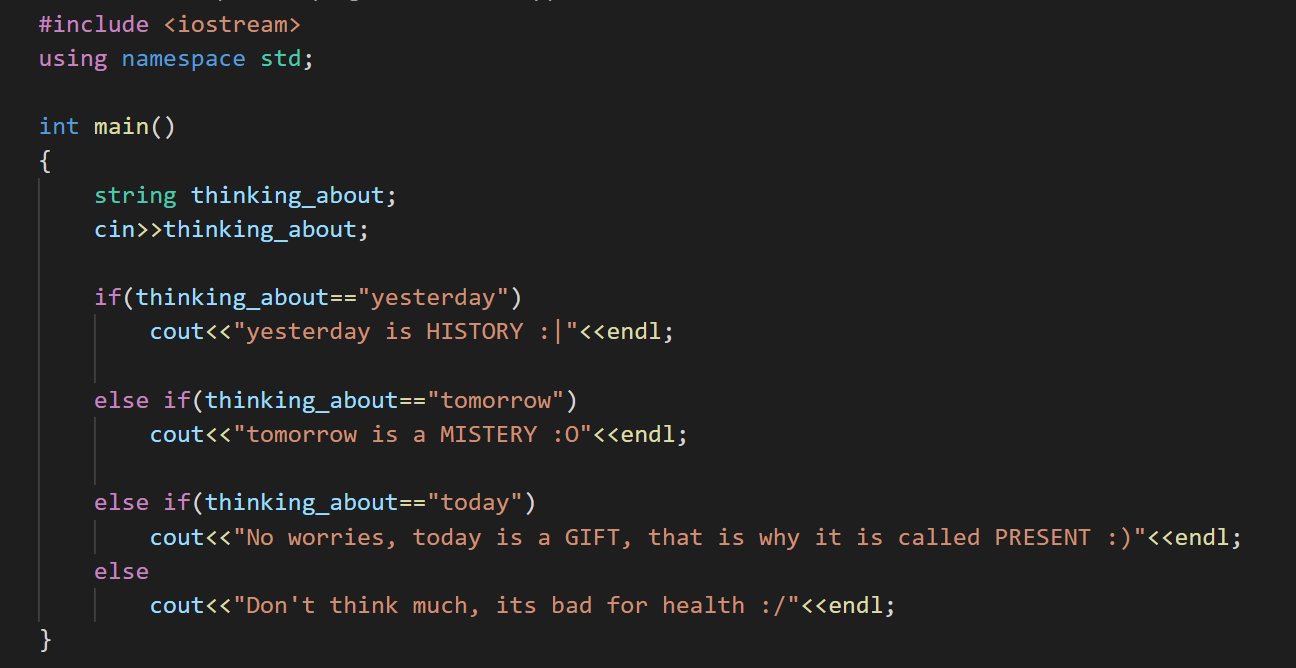 #include <iostream>
using namespace std;
int main()
{
string thinking_about;
cin>>thinking_about;
if(thinking_about=="yesterday")
cout<<"yesterday is HISTORY :|"<<endl;
else if(thinking_about=="tomorrow")
cout<<"tomorrow is a MISTERY :O"<<endl;
else if(thinking_about=="today")
cout<<"No worries, today is a GIFT, that is why it is called PRESENT :)"<<endl;
else
cout<<"Don't think much, its bad for health :/"<<endl;
}